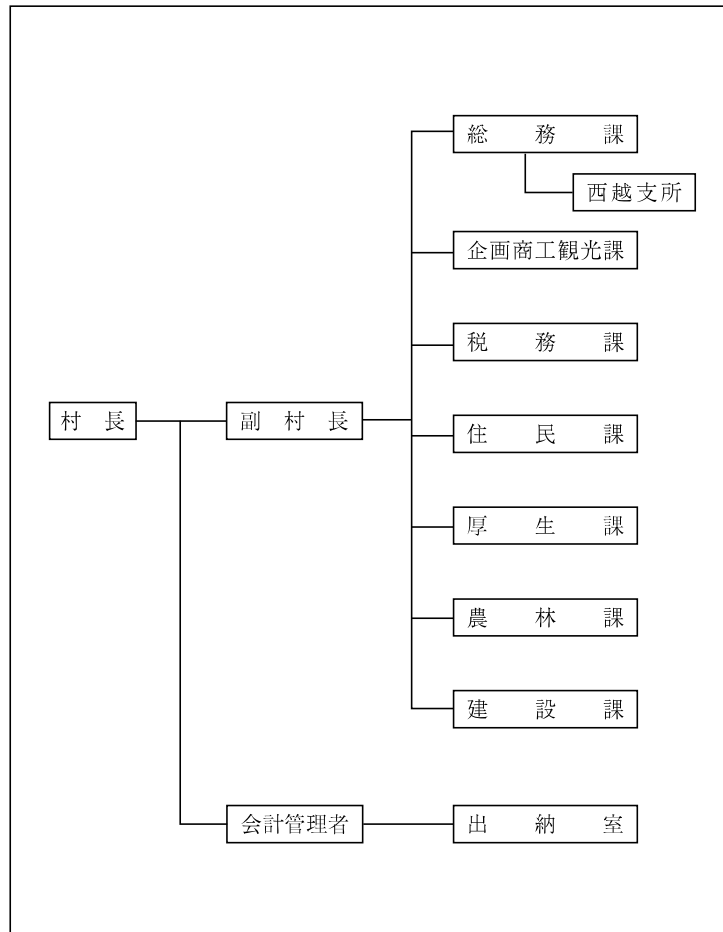 総務課
西越支所
企画商工観光課
税務課
村長
副村長
住民課
厚生課
農林課
建設課
会計管理者
出納室